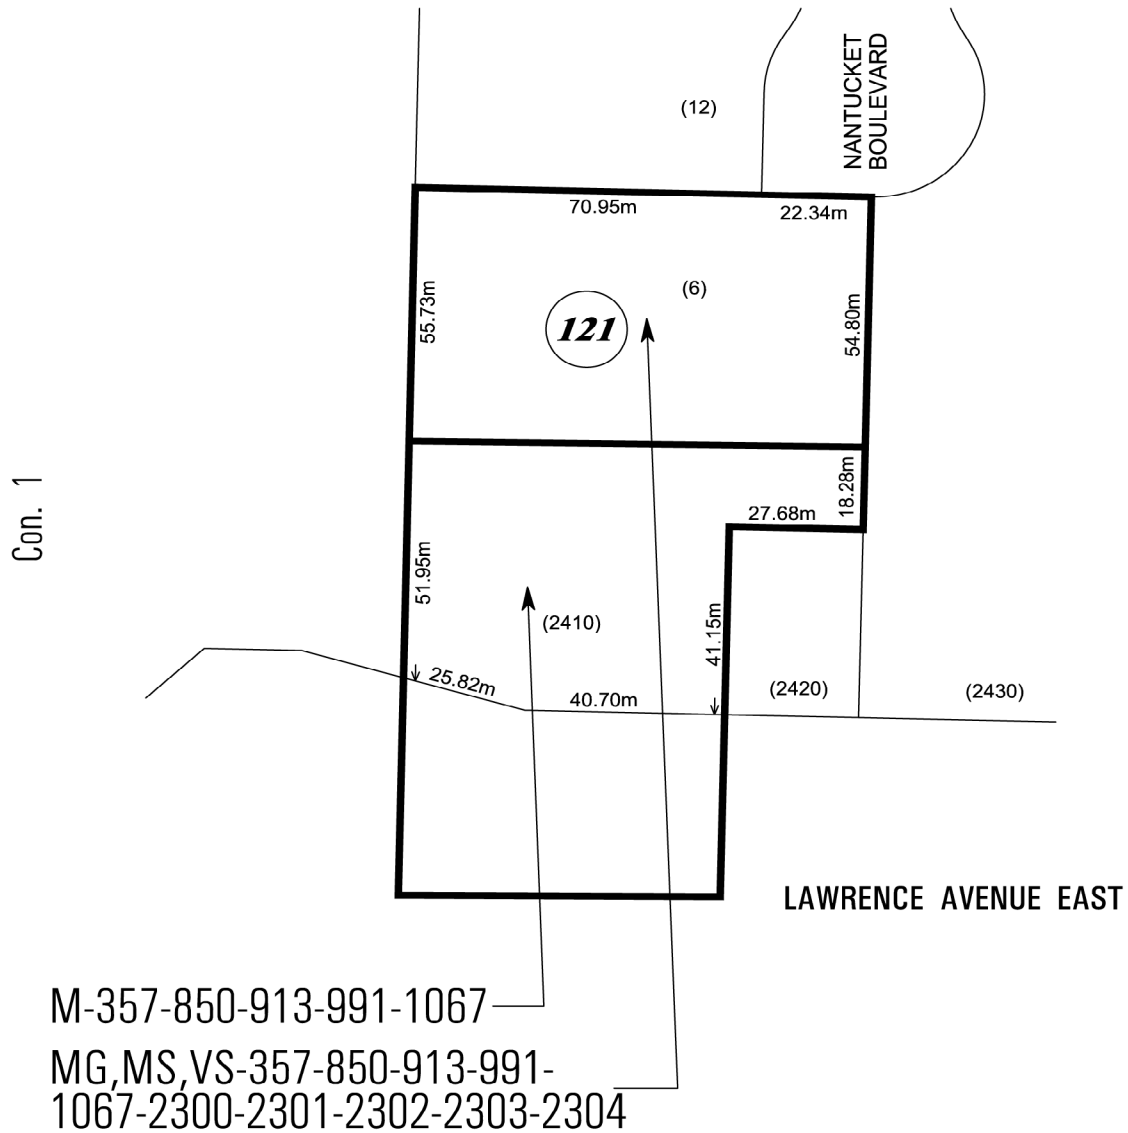 (12)
NANTUCKET
BOULEVARD
70.95m
22.34m
55.73m
(6)
121
54.80m
Con. 1
18.28m
27.68m
51.95m
(2410)
41.15m
25.82m
40.70m
(2420)
(2430)
LAWRENCE AVENUE EAST
M-357-850-913-991-1067
MG,MS,VS-357-850-913-991-
1067-2300-2301-2302-2303-2304